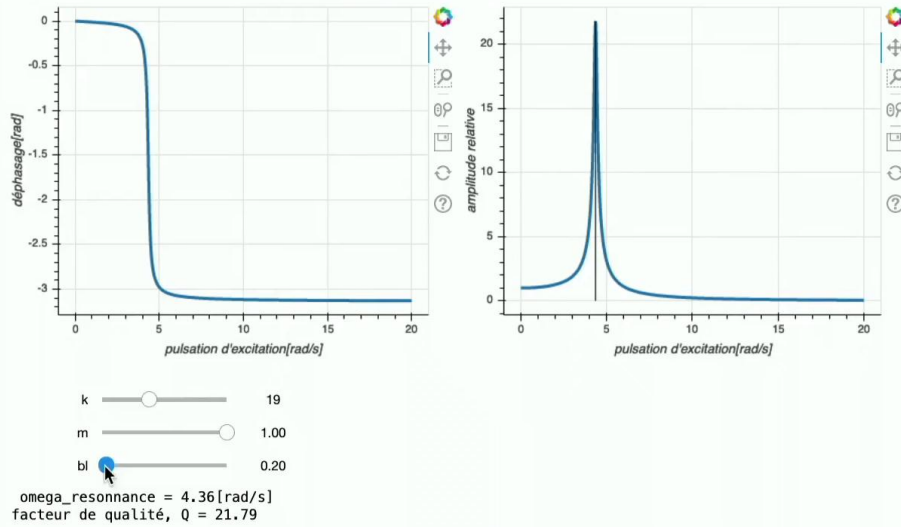 0
-0.5
-1
-1.5
-2
-2.5
-3
déphasage[rad]
0 5 10 15 20
pulsation d'excitation[rad/s]
20
15
10
5
0
amplitude relative
0 5 10 15 20
pulsation d'excitation[rad/s]
k 19
m 1.00
bl 0.20
omega_resonnance = 4.36[rad/s]
facteur de qualité, Q = 21.79